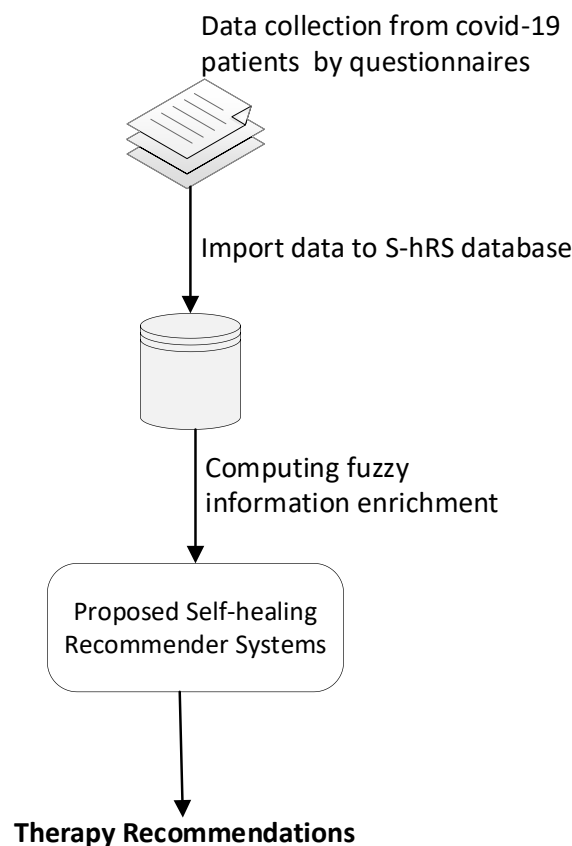 Data collection from covid-19
patients by questionnaires
Import data to S-hRS database
Computing fuzzy
information enrichment
Proposed Self-healing
Recommender Systems
Therapy Recommendations